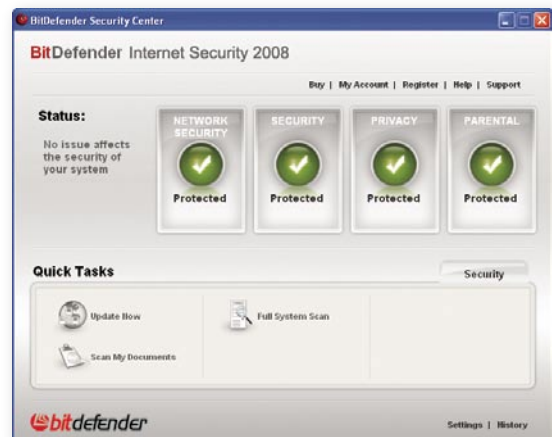 BitDefender Security Center
BitDefender Internet Security 2008
Buy | My Account | Register | Help | Support
Status:
No issue affects
the security of
your system
NETWORK
SECURITY
Protected
SECURITY
Protected
PRIVACY
Protected
PARENTAL
Protected
Quick Tasks
Security
Update Now
Full System Scan
Scan My Documents
bitdefender
Settings | History